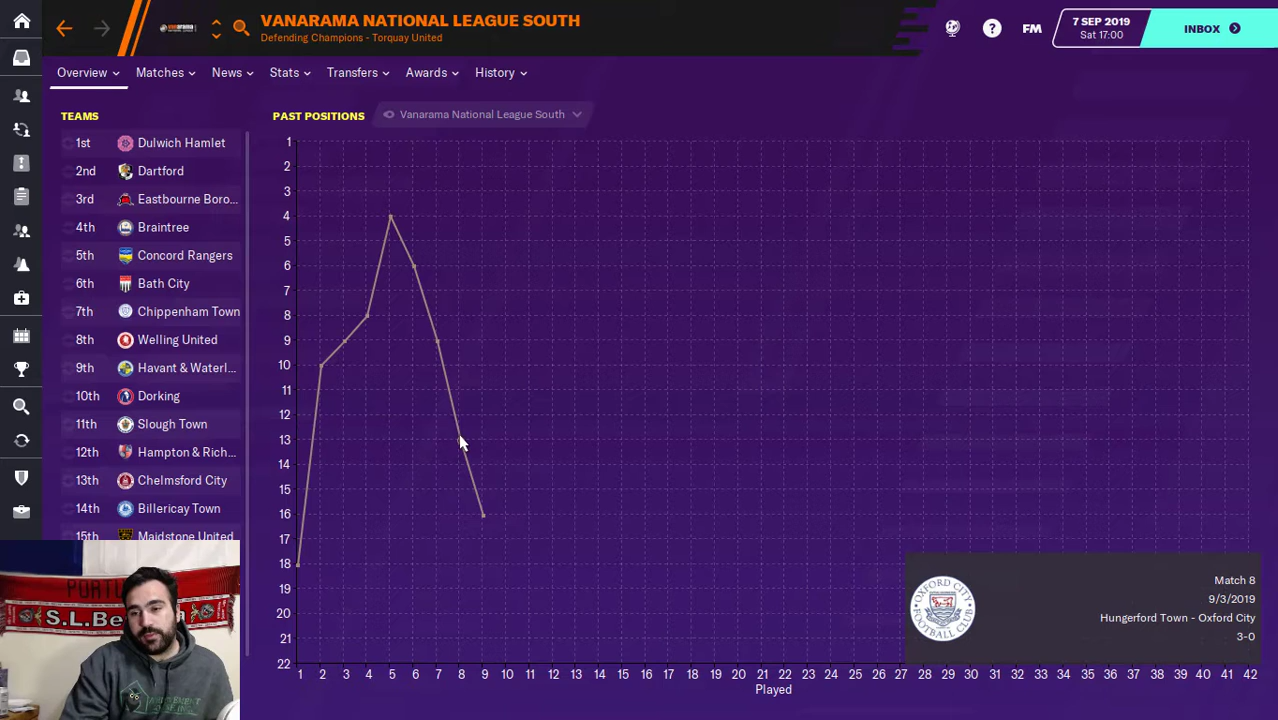 VANARAMA NATIONAL LEAGUE SOUTH
Defending Champions - Torquay United
?
FM
7 SEP 2019
Sat 17:00
INBOX
Overview
Matches
News
Stats
Transfers
Awards
History
TEAMS
1st Dulwich Hamlet
2nd Dartford
3rd Eastbourne Boro...
4th Braintree
5th Concord Rangers
6th Bath City
7th Chippenham Town
8th Welling United
9th Havant & Waterl...
10th Dorking
11th Slough Town
12th Hampton & Rich...
13th Chelmsford City
14th Billericay Town
15th Maidstone United
PAST POSITIONS
Vanarama National League South
1
2
3
4
5
6
7
8
9
10
11
12
13
14
15
16
17
18
19
20
21
22
1 2 3 4 5 6 7 8 9 10 11 12 13 14 15 16 17 18 19 20 21 22 23 24 25 26 27 28 29 30 31 32 33 34 35 36 37 38 39 40 41 42
Played
OXFORD CITY
FOOTBALL CLUB
Match 8
9/3/2019
Hungerford Town - Oxford City
3-0
S.L.Be